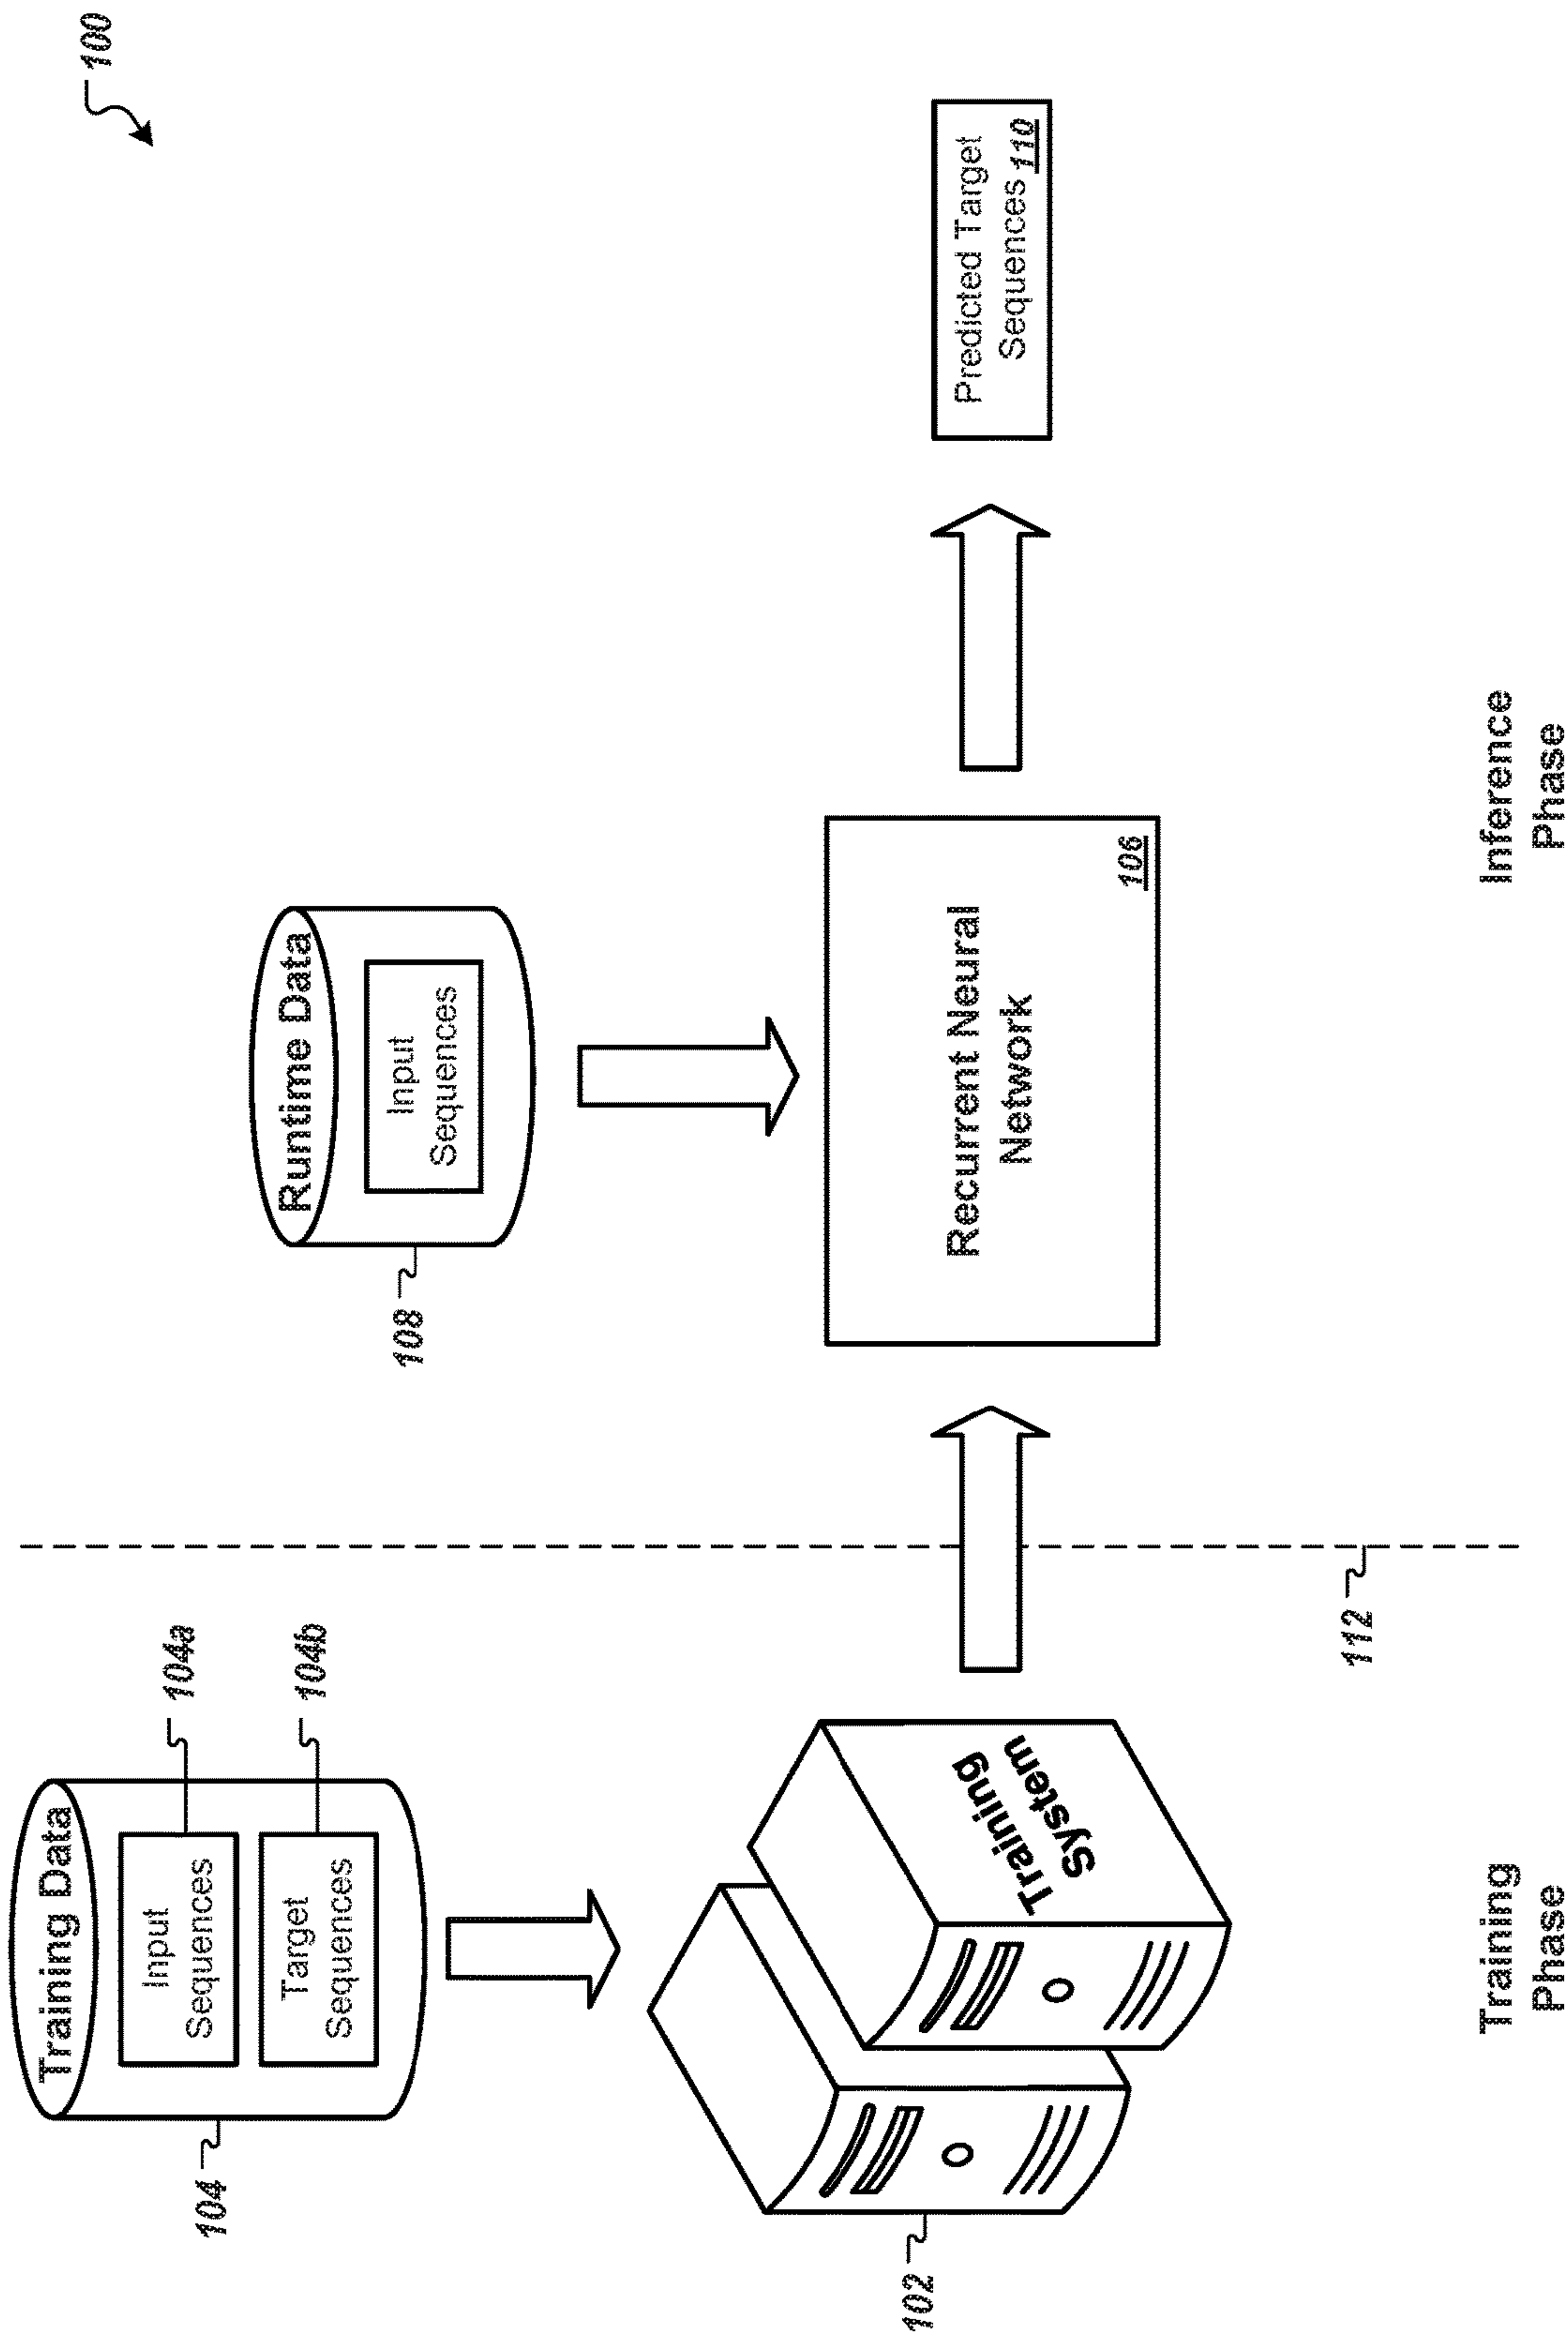 100
Training Data
Input
Sequences
104a
Target
Sequences
104b
104
Runtime Data
Input
Sequences
108
Training
System
102
Recurrent Neural
Network
106
Predicted Target
Sequences 110
112
Training
Phase
Inference
Phase